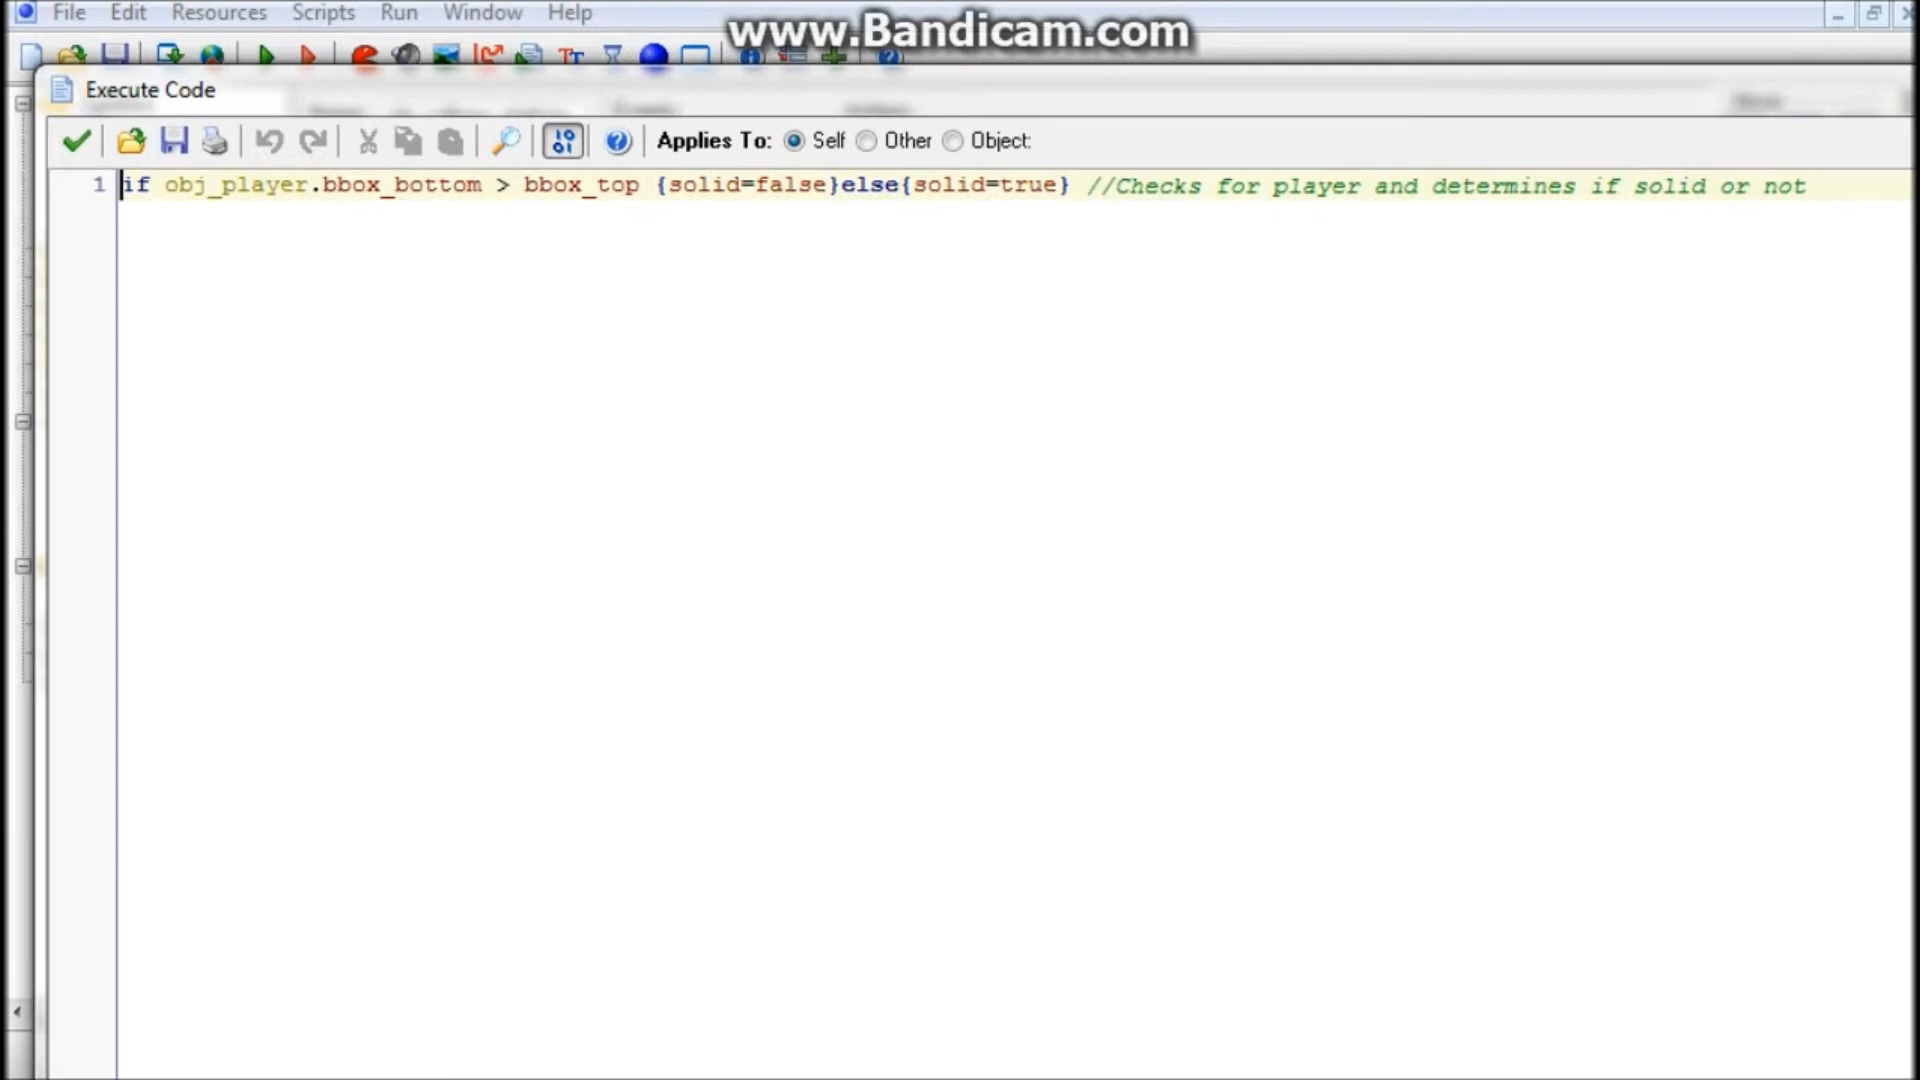 File Edit Resources Scripts Run Window Help
www.Bandicam.com
Execute Code
Applies To: Self Other Object:
1 if obj_player.bbox_bottom > bbox_top {solid=false}else{solid=true} //Checks for player and determines if solid or not